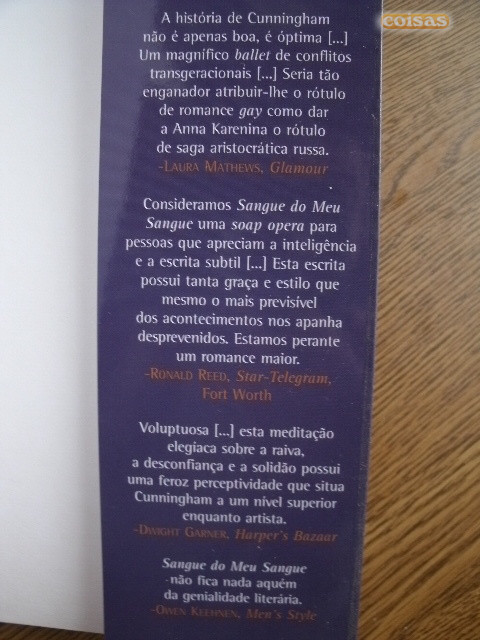 coisas
A história de Cunningham
não é apenas boa, é óptima [...]
Um magnífico ballet de conflitos
transgeracionais [...] Seria tão
enganador atribuir-lhe o rótulo
de romance gay como dar
a Anna Karenina o rótulo
de saga aristocrática russa.
-LAURA MATHEWS, Glamour
Consideramos Sangue do Meu
Sangue uma soap opera para
pessoas que apreciam a inteligência
e a escrita subtil [...] Esta escrita
possui tanta graça e estilo que
mesmo o mais previsível
dos acontecimentos nos apanha
desprevenidos. Estamos perante
um romance maior.
-RONALD REED, Star-Telegram,
Fort Worth
Voluptuosa [...] esta meditação
elegiaca sobre a raiva,
a desconfiança e a solidão possui
uma feroz perceptividade que situa
Cunningham a um nível superior
enquanto artista.
-DWIGHT GARNER, Harper's Bazaar
Sangue do Meu Sangue
não fica nada aquém
da genialidade literária.
-OWEN KEEHNEN, Men's Style